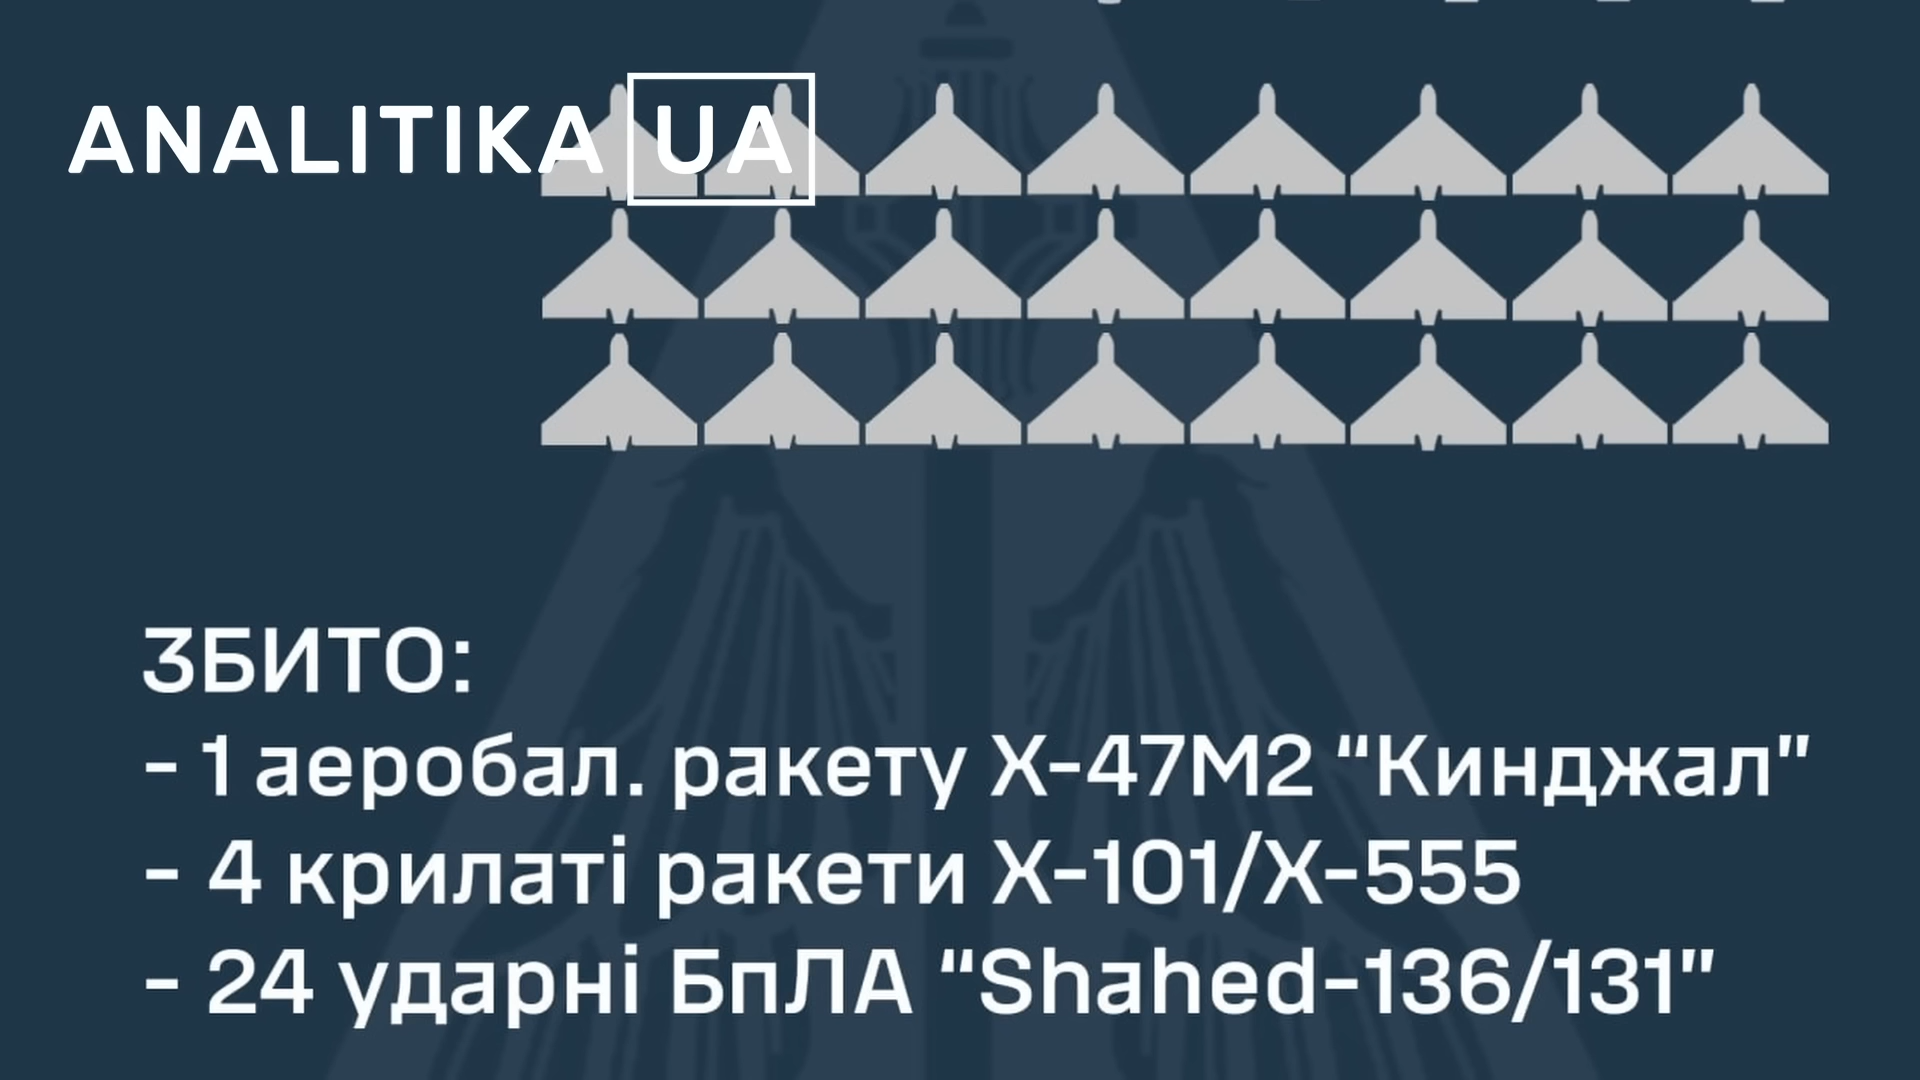 ANALITIKA UA
ЗБИТО:
- 1 аеробал. ракету Х-47М2 “Кинджал”
- 4 крилаті ракети Х-101/Х-555
- 24 ударні БпЛА “Shahed-136/131”